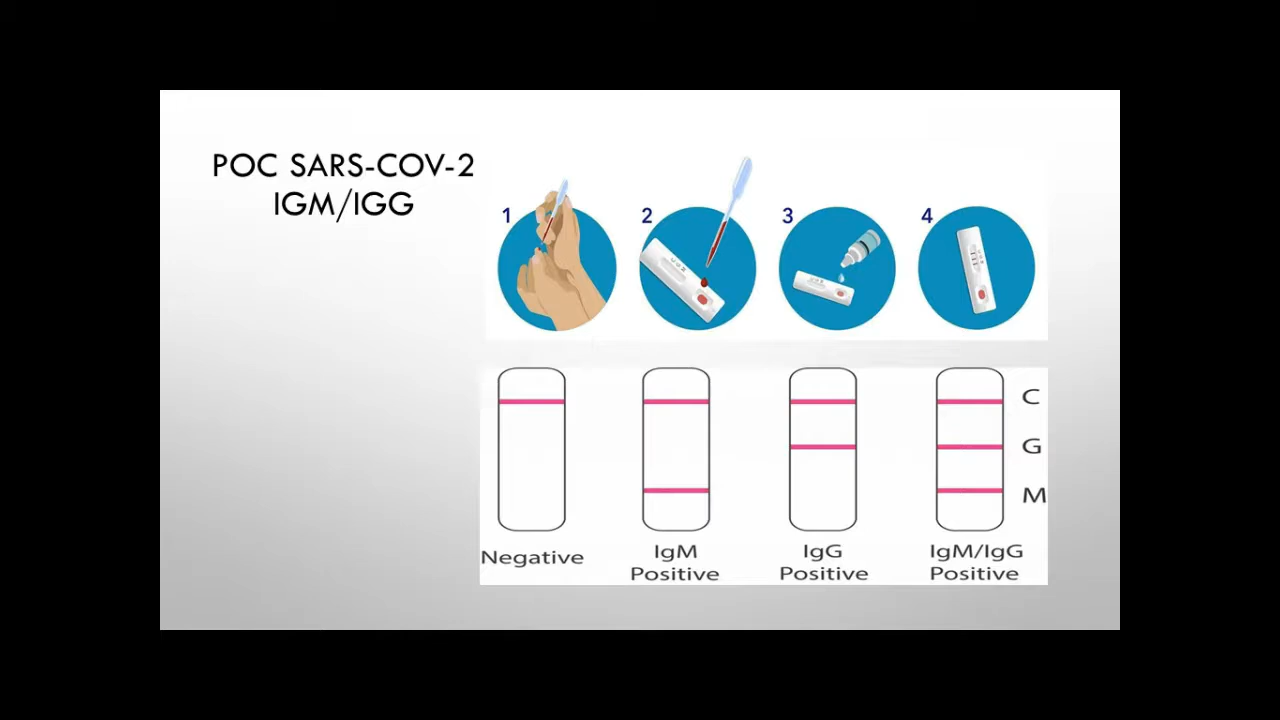 POC SARS-COV-2
IGM/IGG
1
2
3
4
C
G
M
Negative
IgM
Positive
IgG
Positive
IgM/IgG
Positive